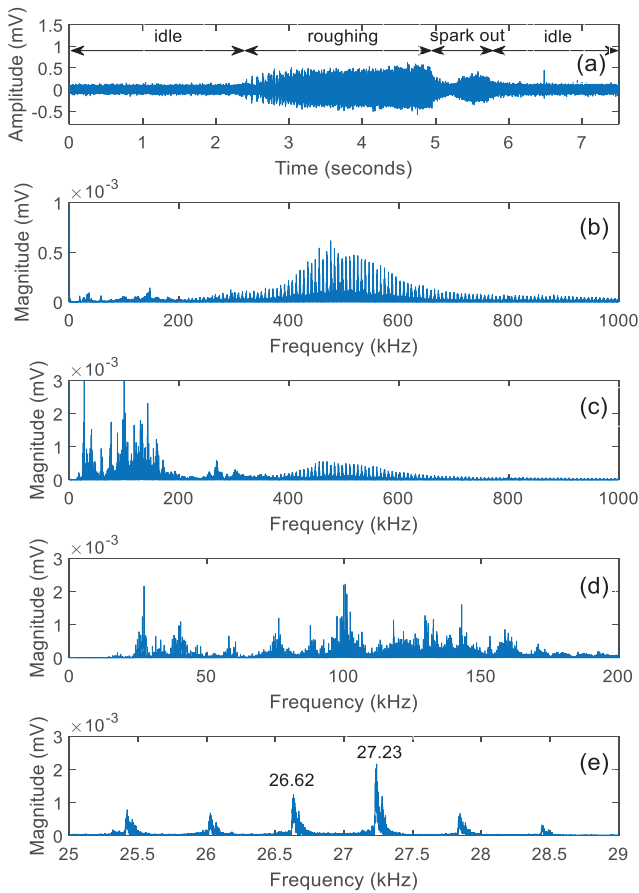 1.5
idle roughing spark out idle
1
0.5
0
-0.5
(a)
Amplitude (mV)
0 1 2 3 4 5 6 7
Time (seconds)
×10⁻³
1
0.5
0
(b)
Magnitude (mV)
0 200 400 600 800 1000
Frequency (kHz)
×10⁻³
3
2
1
0
(c)
Magnitude (mV)
0 200 400 600 800 1000
Frequency (kHz)
×10⁻³
3
2
1
0
(d)
Magnitude (mV)
0 50 100 150 200
Frequency (kHz)
×10⁻³
3
2
1
0
27.23
26.62
(e)
Magnitude (mV)
25 25.5 26 26.5 27 27.5 28 28.5 29
Frequency (kHz)